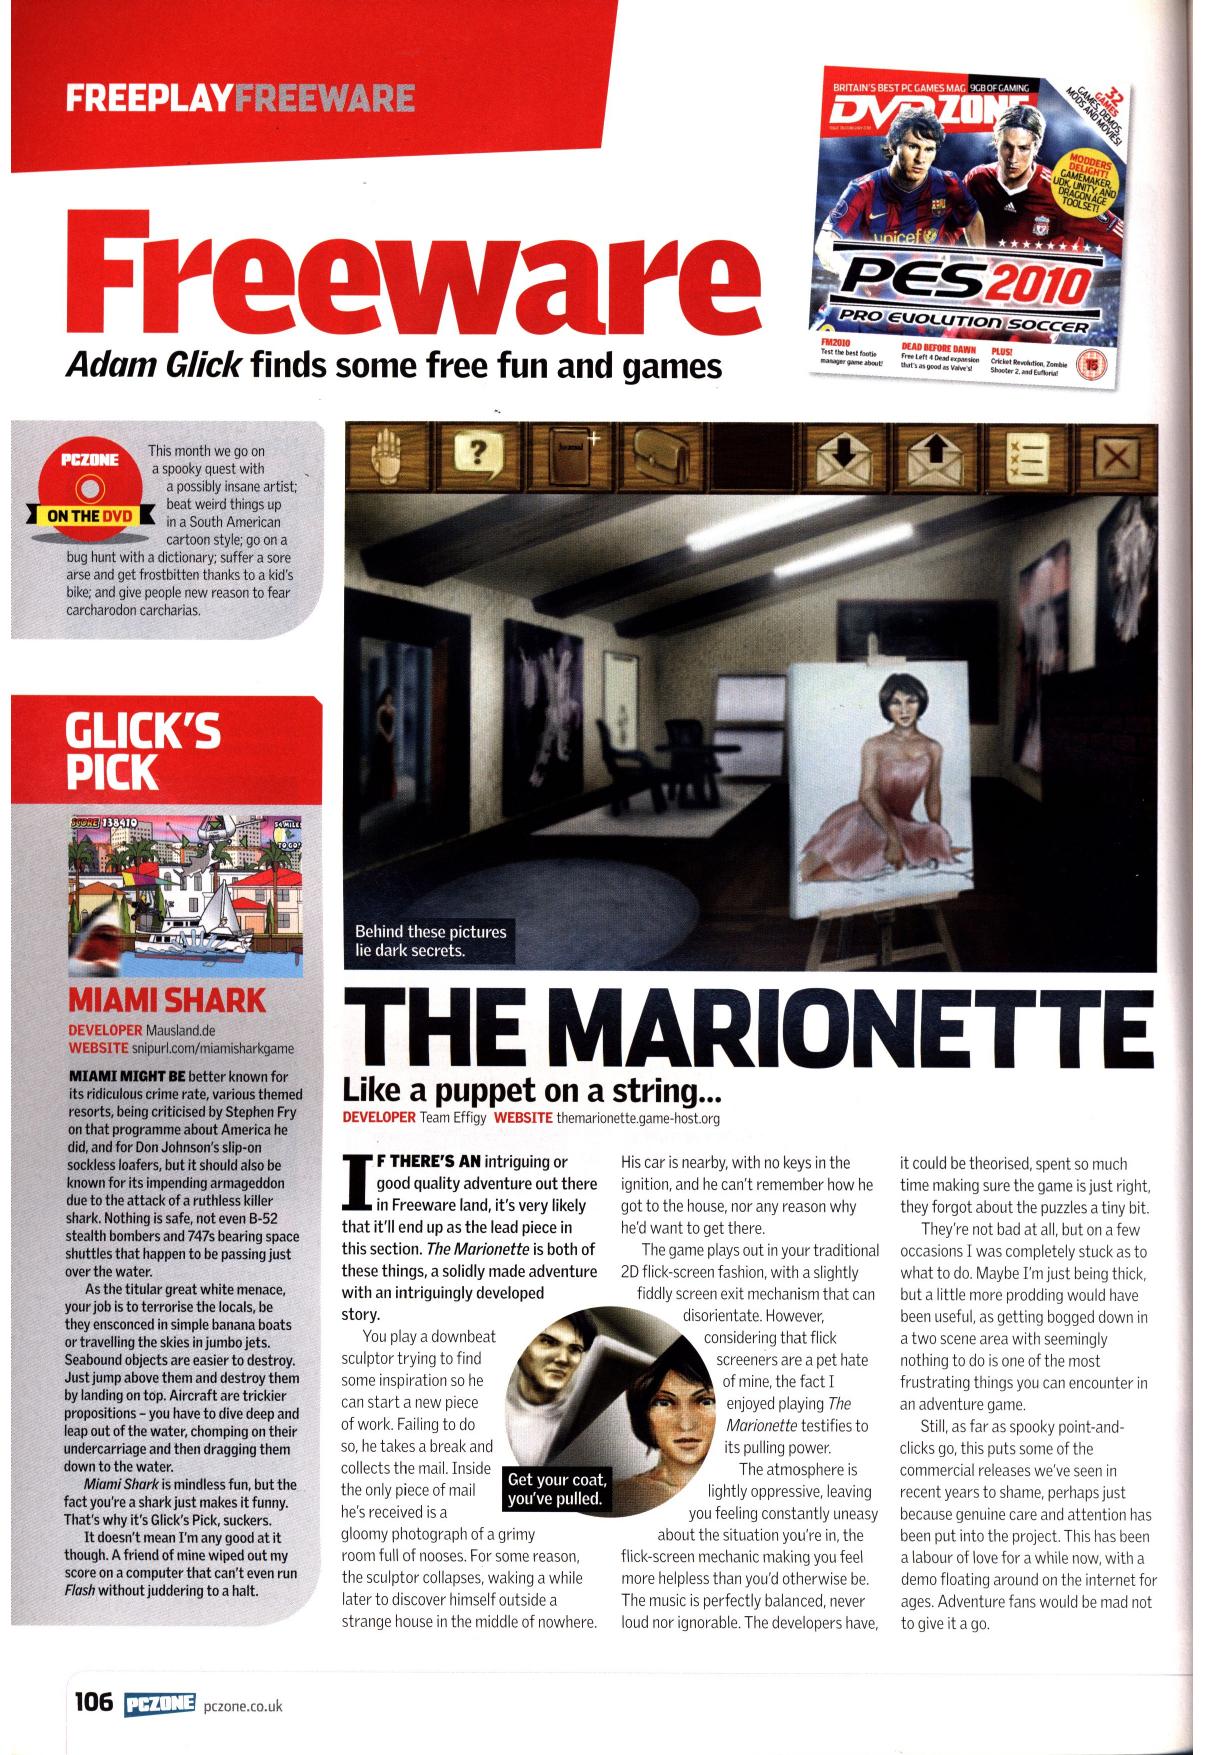 FREEPLAYFREEWARE
BRITAIN'S BEST PC GAMES MAG 9GB OF GAMING
DVD ZONE
32
GAMES
GAMES, DEMOS,
MODS AND MOVIES!
MODDERS
DELIGHT!
GAMEMAKER,
UDK, UNITY, AND
DRAGON AGE
TOOLSET!
unicef
PES 2010
PRO EVOLUTION SOCCER
FM2010
Test the best footie
manager game about!
DEAD BEFORE DAWN
Free Left 4 Dead expansion
that's as good as Valve's!
PLUS!
Cricket Revolution, Zombie
Shooter 2, and Eufloria!
15
Freeware
Adam Glick finds some free fun and games
PCZONE
ON THE DVD
This month we go on
a spooky quest with
a possibly insane artist;
beat weird things up
in a South American
cartoon style; go on a
bug hunt with a dictionary; suffer a sore
arse and get frostbitten thanks to a kid's
bike; and give people new reason to fear
carcharodon carcharias.
GLICK'S
PICK
SCORE 138410
54 MILES
TO GO!
MIAMI SHARK
DEVELOPER Mausland.de
WEBSITE snipurl.com/miamisharkgame
MIAMI MIGHT BE better known for
its ridiculous crime rate, various themed
resorts, being criticised by Stephen Fry
on that programme about America he
did, and for Don Johnson's slip-on
sockless loafers, but it should also be
known for its impending armageddon
due to the attack of a ruthless killer
shark. Nothing is safe, not even B-52
stealth bombers and 747s bearing space
shuttles that happen to be passing just
over the water.
As the titular great white menace,
your job is to terrorise the locals, be
they ensconced in simple banana boats
or travelling the skies in jumbo jets.
Seabound objects are easier to destroy.
Just jump above them and destroy them
by landing on top. Aircraft are trickier
propositions – you have to dive deep and
leap out of the water, chomping on their
undercarriage and then dragging them
down to the water.
Miami Shark is mindless fun, but the
fact you're a shark just makes it funny.
That's why it's Glick's Pick, suckers.
It doesn't mean I'm any good at it
though. A friend of mine wiped out my
score on a computer that can't even run
Flash without juddering to a halt.
Journal
Behind these pictures
lie dark secrets.
THE MARIONETTE
Like a puppet on a string...
DEVELOPER Team Effigy WEBSITE themarionette.game-host.org
IF THERE'S AN intriguing or
good quality adventure out there
in Freeware land, it's very likely
that it'll end up as the lead piece in
this section. The Marionette is both of
these things, a solidly made adventure
with an intriguingly developed
story.
You play a downbeat
sculptor trying to find
some inspiration so he
can start a new piece
of work. Failing to do
so, he takes a break and
collects the mail. Inside
the only piece of mail
he's received is a
gloomy photograph of a grimy
room full of nooses. For some reason,
the sculptor collapses, waking a while
later to discover himself outside a
strange house in the middle of nowhere.
Get your coat,
you've pulled.
His car is nearby, with no keys in the
ignition, and he can't remember how he
got to the house, nor any reason why
he'd want to get there.
The game plays out in your traditional
2D flick-screen fashion, with a slightly
fiddly screen exit mechanism that can
disorientate. However,
considering that flick
screeners are a pet hate
of mine, the fact I
enjoyed playing The
Marionette testifies to
its pulling power.
The atmosphere is
lightly oppressive, leaving
you feeling constantly uneasy
about the situation you're in, the
flick-screen mechanic making you feel
more helpless than you'd otherwise be.
The music is perfectly balanced, never
loud nor ignorable. The developers have,
it could be theorised, spent so much
time making sure the game is just right,
they forgot about the puzzles a tiny bit.
They're not bad at all, but on a few
occasions I was completely stuck as to
what to do. Maybe I'm just being thick,
but a little more prodding would have
been useful, as getting bogged down in
a two scene area with seemingly
nothing to do is one of the most
frustrating things you can encounter in
an adventure game.
Still, as far as spooky point-and-
clicks go, this puts some of the
commercial releases we've seen in
recent years to shame, perhaps just
because genuine care and attention has
been put into the project. This has been
a labour of love for a while now, with a
demo floating around on the internet for
ages. Adventure fans would be mad not
to give it a go.
106 PCZONE pczone.co.uk